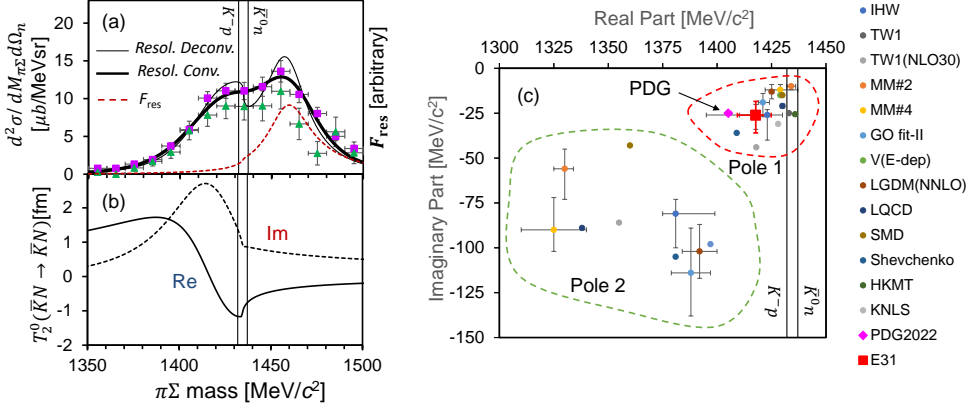 d²σ/dM_πΣ dΩ_n
[μb/MeVsr]
25
20
15
10
5
0
(a)
Resol. Deconv.
Resol. Conv.
F_res
K⁻p
K̄⁰n
F_res [arbitrary]
T₂⁰(K̄N → K̄N)[fm]
2
1
0
-1
-2
(b)
Re
Im
1350 1400 1450 1500
πΣ mass [MeV/c²]
Real Part [MeV/c²]
1300 1350 1400 1450
Imaginary Part [MeV/c²]
0
-25
-50
-75
-100
-125
-150
(c)
PDG
Pole 1
Pole 2
K⁻p
K̄⁰n
IHW
TW1
TW1(NLO30)
MM#2
MM#4
GO fit-II
V(E-dep)
LGDM(NNLO)
LQCD
SMD
Shevchenko
HKMT
KNLS
PDG2022
E31